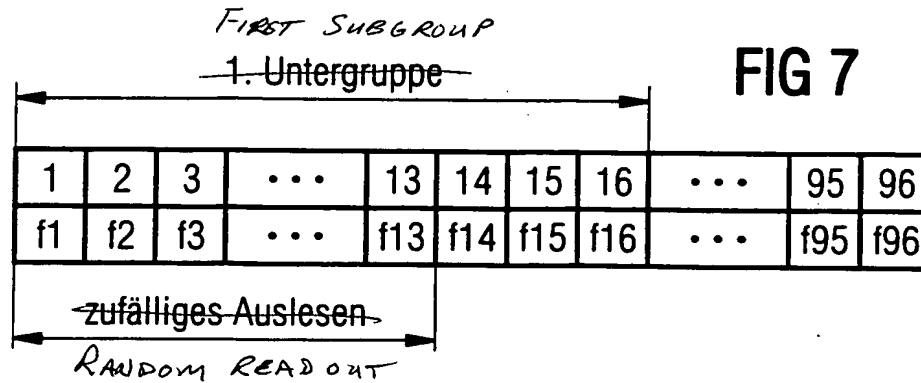 FIRST SUBGROUP
1. Untergruppe
FIG 7
1 2 3 ... 13 14 15 16 ... 95 96
f1 f2 f3 ... f13 f14 f15 f16 ... f95 f96
zufälliges Auslesen
RANDOM READOUT